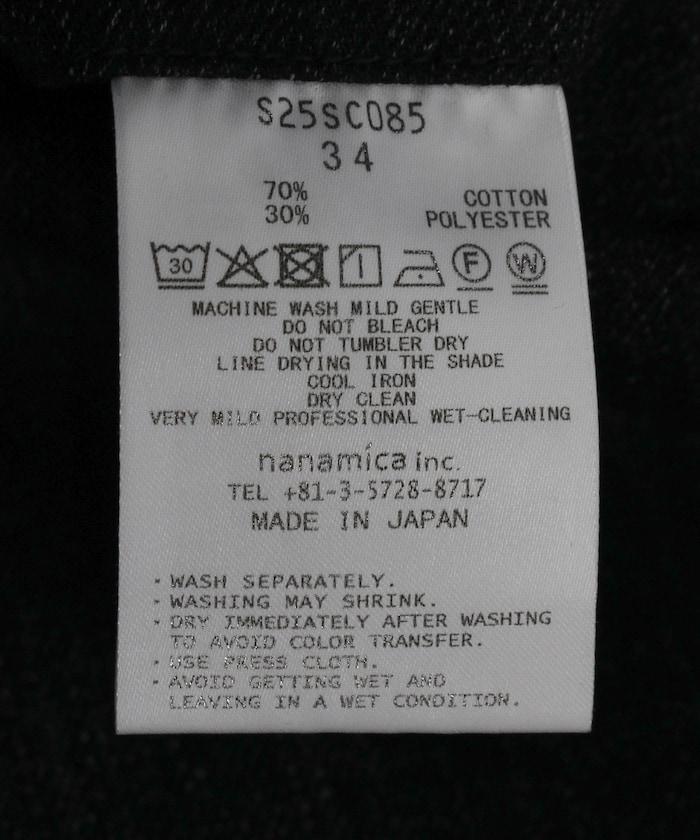 S25SC085
34
70% COTTON
30% POLYESTER
30 F W
MACHINE WASH MILD GENTLE
DO NOT BLEACH
DO NOT TUMBLER DRY
LINE DRYING IN THE SHADE
COOL IRON
DRY CLEAN
VERY MILD PROFESSIONAL WET-CLEANING
nanamica inc.
TEL +81-3-5728-8717
MADE IN JAPAN
・WASH SEPARATELY.
・WASHING MAY SHRINK.
・DRY IMMEDIATELY AFTER WASHING
TO AVOID COLOR TRANSFER.
・USE PRESS CLOTH.
・AVOID GETTING WET AND
LEAVING IN A WET CONDITION.